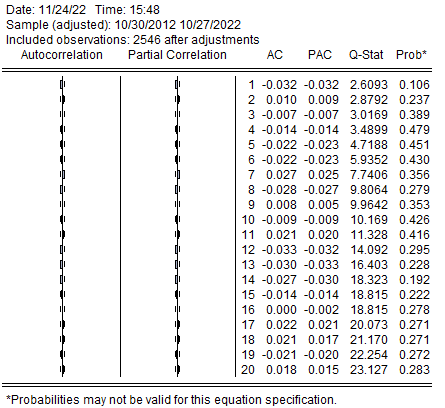 Date: 11/24/22 Time: 15:48
Sample (adjusted): 10/30/2012 10/27/2022
Included observations: 2546 after adjustments
Autocorrelation Partial Correlation AC PAC Q-Stat Prob*
1 -0.032 -0.032 2.6093 0.106
2 0.010 0.009 2.8792 0.237
3 -0.007 -0.007 3.0169 0.389
4 -0.014 -0.014 3.4899 0.479
5 -0.022 -0.023 4.7188 0.451
6 -0.022 -0.023 5.9352 0.430
7 0.027 0.025 7.7406 0.356
8 -0.028 -0.027 9.8064 0.279
9 0.008 0.005 9.9642 0.353
10 -0.009 -0.009 10.169 0.426
11 0.021 0.020 11.328 0.416
12 -0.033 -0.032 14.092 0.295
13 -0.030 -0.033 16.403 0.228
14 -0.027 -0.030 18.323 0.192
15 -0.014 -0.014 18.815 0.222
16 0.000 -0.002 18.815 0.278
17 0.022 0.021 20.073 0.271
18 0.021 0.017 21.170 0.271
19 -0.021 -0.020 22.254 0.272
20 0.018 0.015 23.127 0.283
*Probabilities may not be valid for this equation specification.